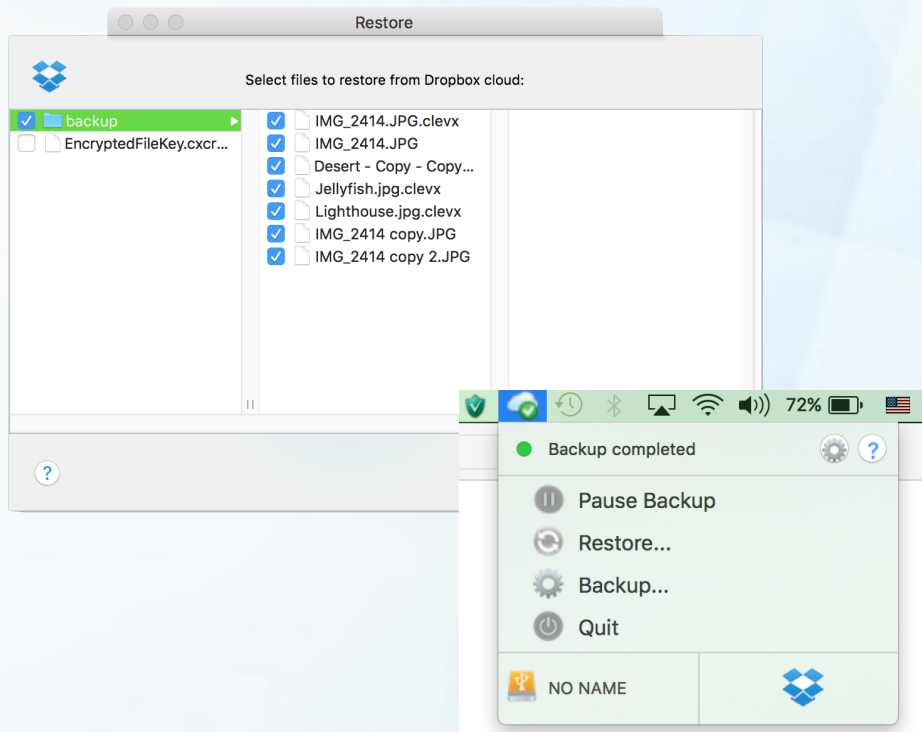 Restore
Select files to restore from Dropbox cloud:
backup
EncryptedFileKey.cxcr...
IMG_2414.JPG.clevx
IMG_2414.JPG
Desert - Copy - Copy...
Jellyfish.jpg.clevx
Lighthouse.jpg.clevx
IMG_2414 copy.JPG
IMG_2414 copy 2.JPG
?
72%
Backup completed
?
Pause Backup
Restore...
Backup...
Quit
NO NAME